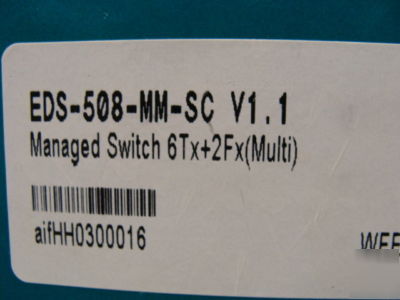 EDS-508-MM-SC V1.1
Managed Switch 6Tx+2Fx(Multi)
aifHH0300016